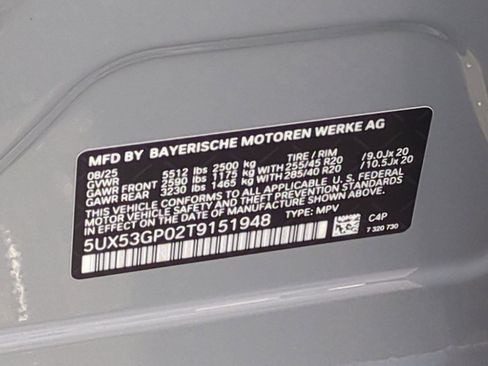 MFD BY BAYERISCHE MOTOREN WERKE AG
08/25 5512 lbs 2500 kg TIRE / RIM
GVWR
GAWR FRONT 2590 lbs 1175 kg WITH 255/45 R20 /9.0Jx 20
GAWR REAR 3230 lbs 1465 kg WITH 285/40 R20 /10.5Jx 20
THIS VEHICLE CONFORMS TO ALL APPLICABLE U.S. FEDERAL
MOTOR VEHICLE SAFETY AND THEFT PREVENTION STANDARDS
IN EFFECT ON THE DATE OF MANUFACTURE SHOWN ABOVE.
5UX53GP02T9151948 TYPE: MPV
C4P
7 320 730